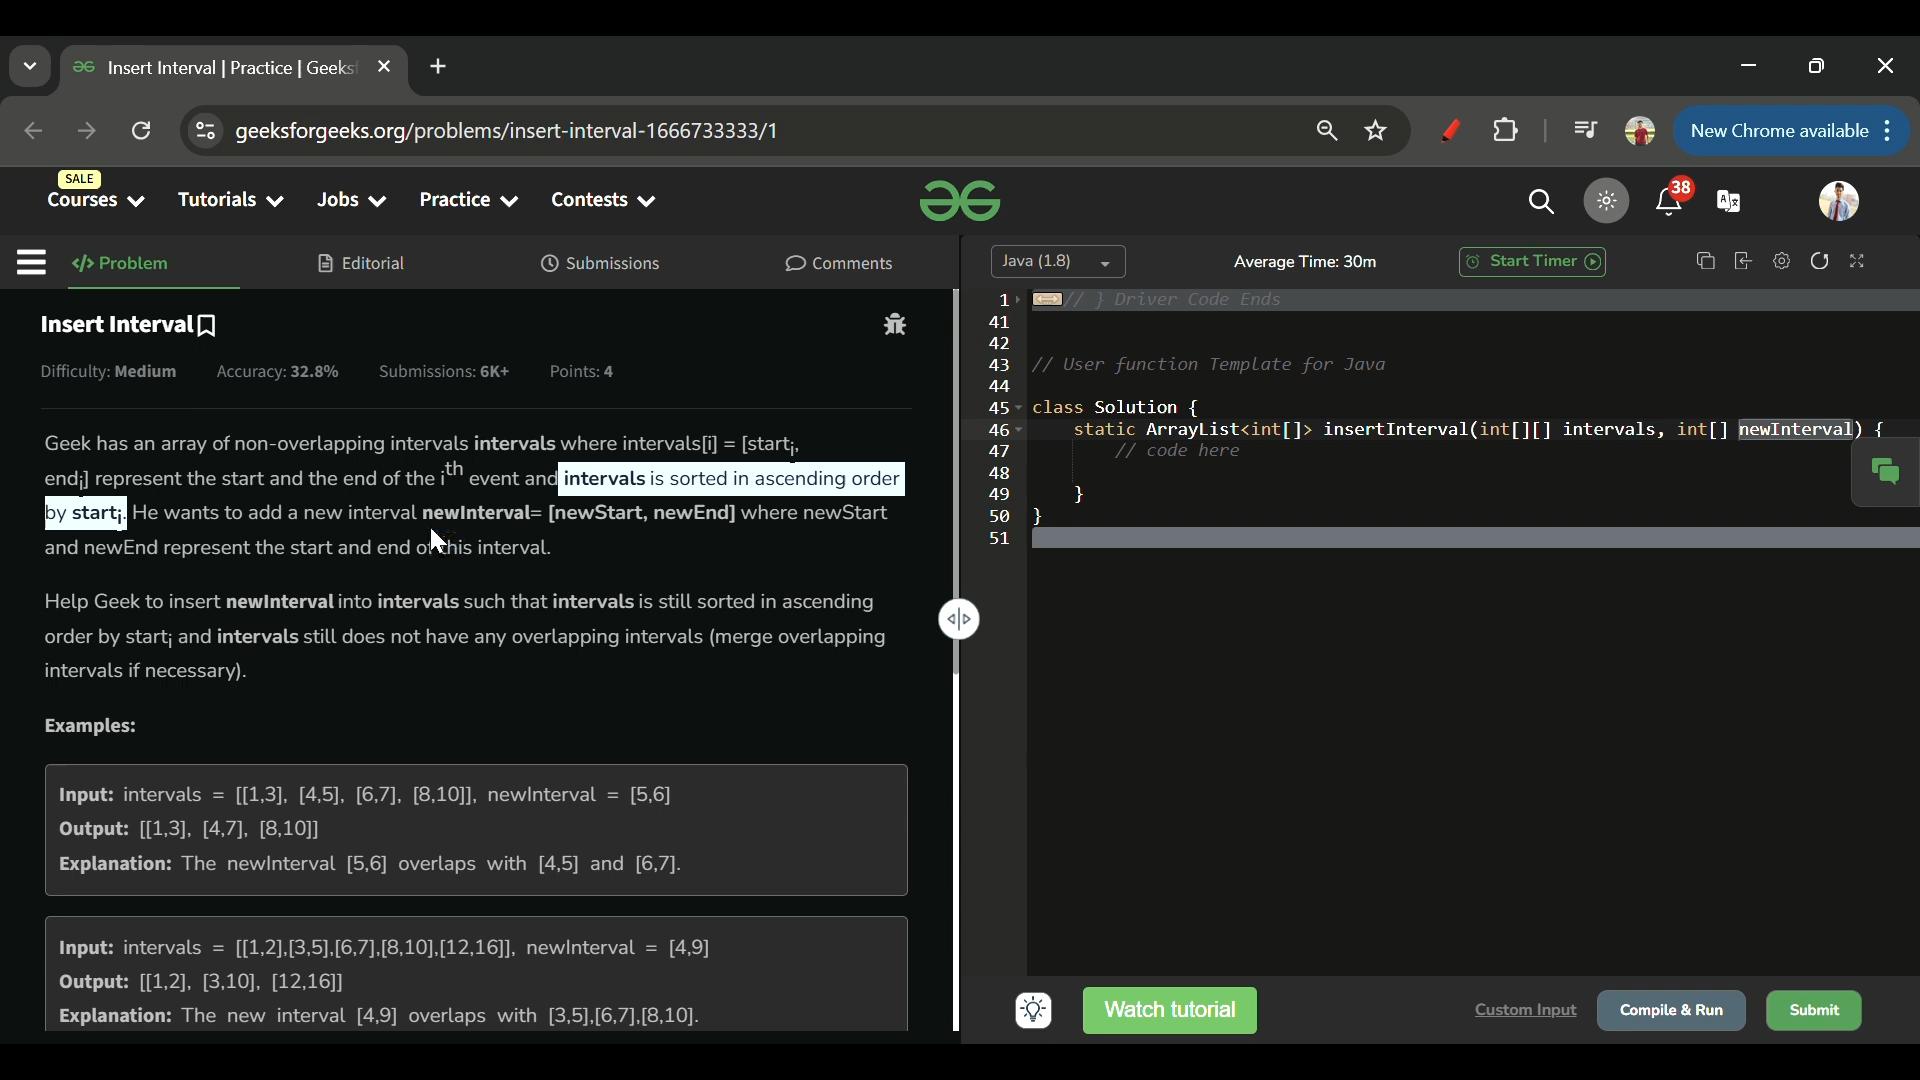 Insert Interval | Practice | Geeksf
geeksforgeeks.org/problems/insert-interval-1666733333/1
New Chrome available
SALE
Courses Tutorials Jobs Practice Contests
38
</> Problem Editorial Submissions Comments
Java (1.8) Average Time: 30m Start Timer
Insert Interval
Difficulty: Medium Accuracy: 32.8% Submissions: 6K+ Points: 4
Geek has an array of non-overlapping intervals intervals where intervals[i] = [starti,
endi] represent the start and the end of the ith event and intervals is sorted in ascending order
by starti. He wants to add a new interval newInterval= [newStart, newEnd] where newStart
and newEnd represent the start and end of this interval.
Help Geek to insert newInterval into intervals such that intervals is still sorted in ascending
order by starti and intervals still does not have any overlapping intervals (merge overlapping
intervals if necessary).
Examples:
Input: intervals = [[1,3], [4,5], [6,7], [8,10]], newInterval = [5,6]
Output: [[1,3], [4,7], [8,10]]
Explanation: The newInterval [5,6] overlaps with [4,5] and [6,7].
Input: intervals = [[1,2],[3,5],[6,7],[8,10],[12,16]], newInterval = [4,9]
Output: [[1,2], [3,10], [12,16]]
Explanation: The new interval [4,9] overlaps with [3,5],[6,7],[8,10].
1 // } Driver Code Ends
41
42
43 // User function Template for Java
44
45 class Solution {
46 static ArrayList<int[]> insertInterval(int[][] intervals, int[] newInterval) {
47 // code here
48
49 }
50 }
51
Watch tutorial
Custom Input Compile & Run Submit